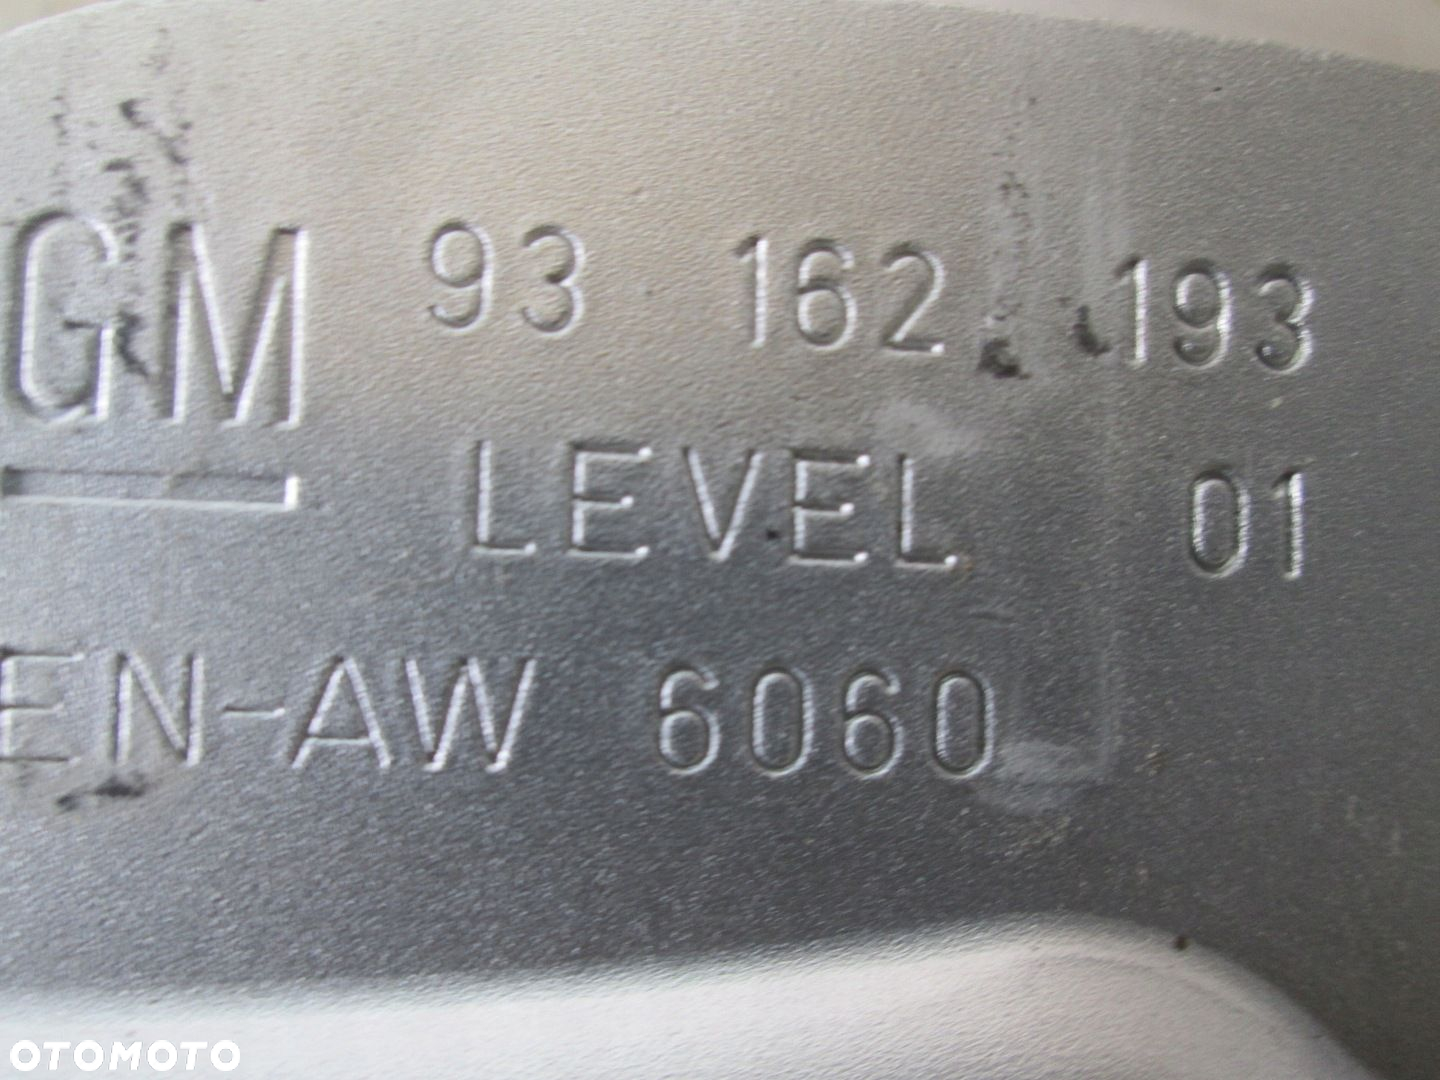 GM 93 162 193
LEVEL 01
EN-AW 6060
OTOMOTO